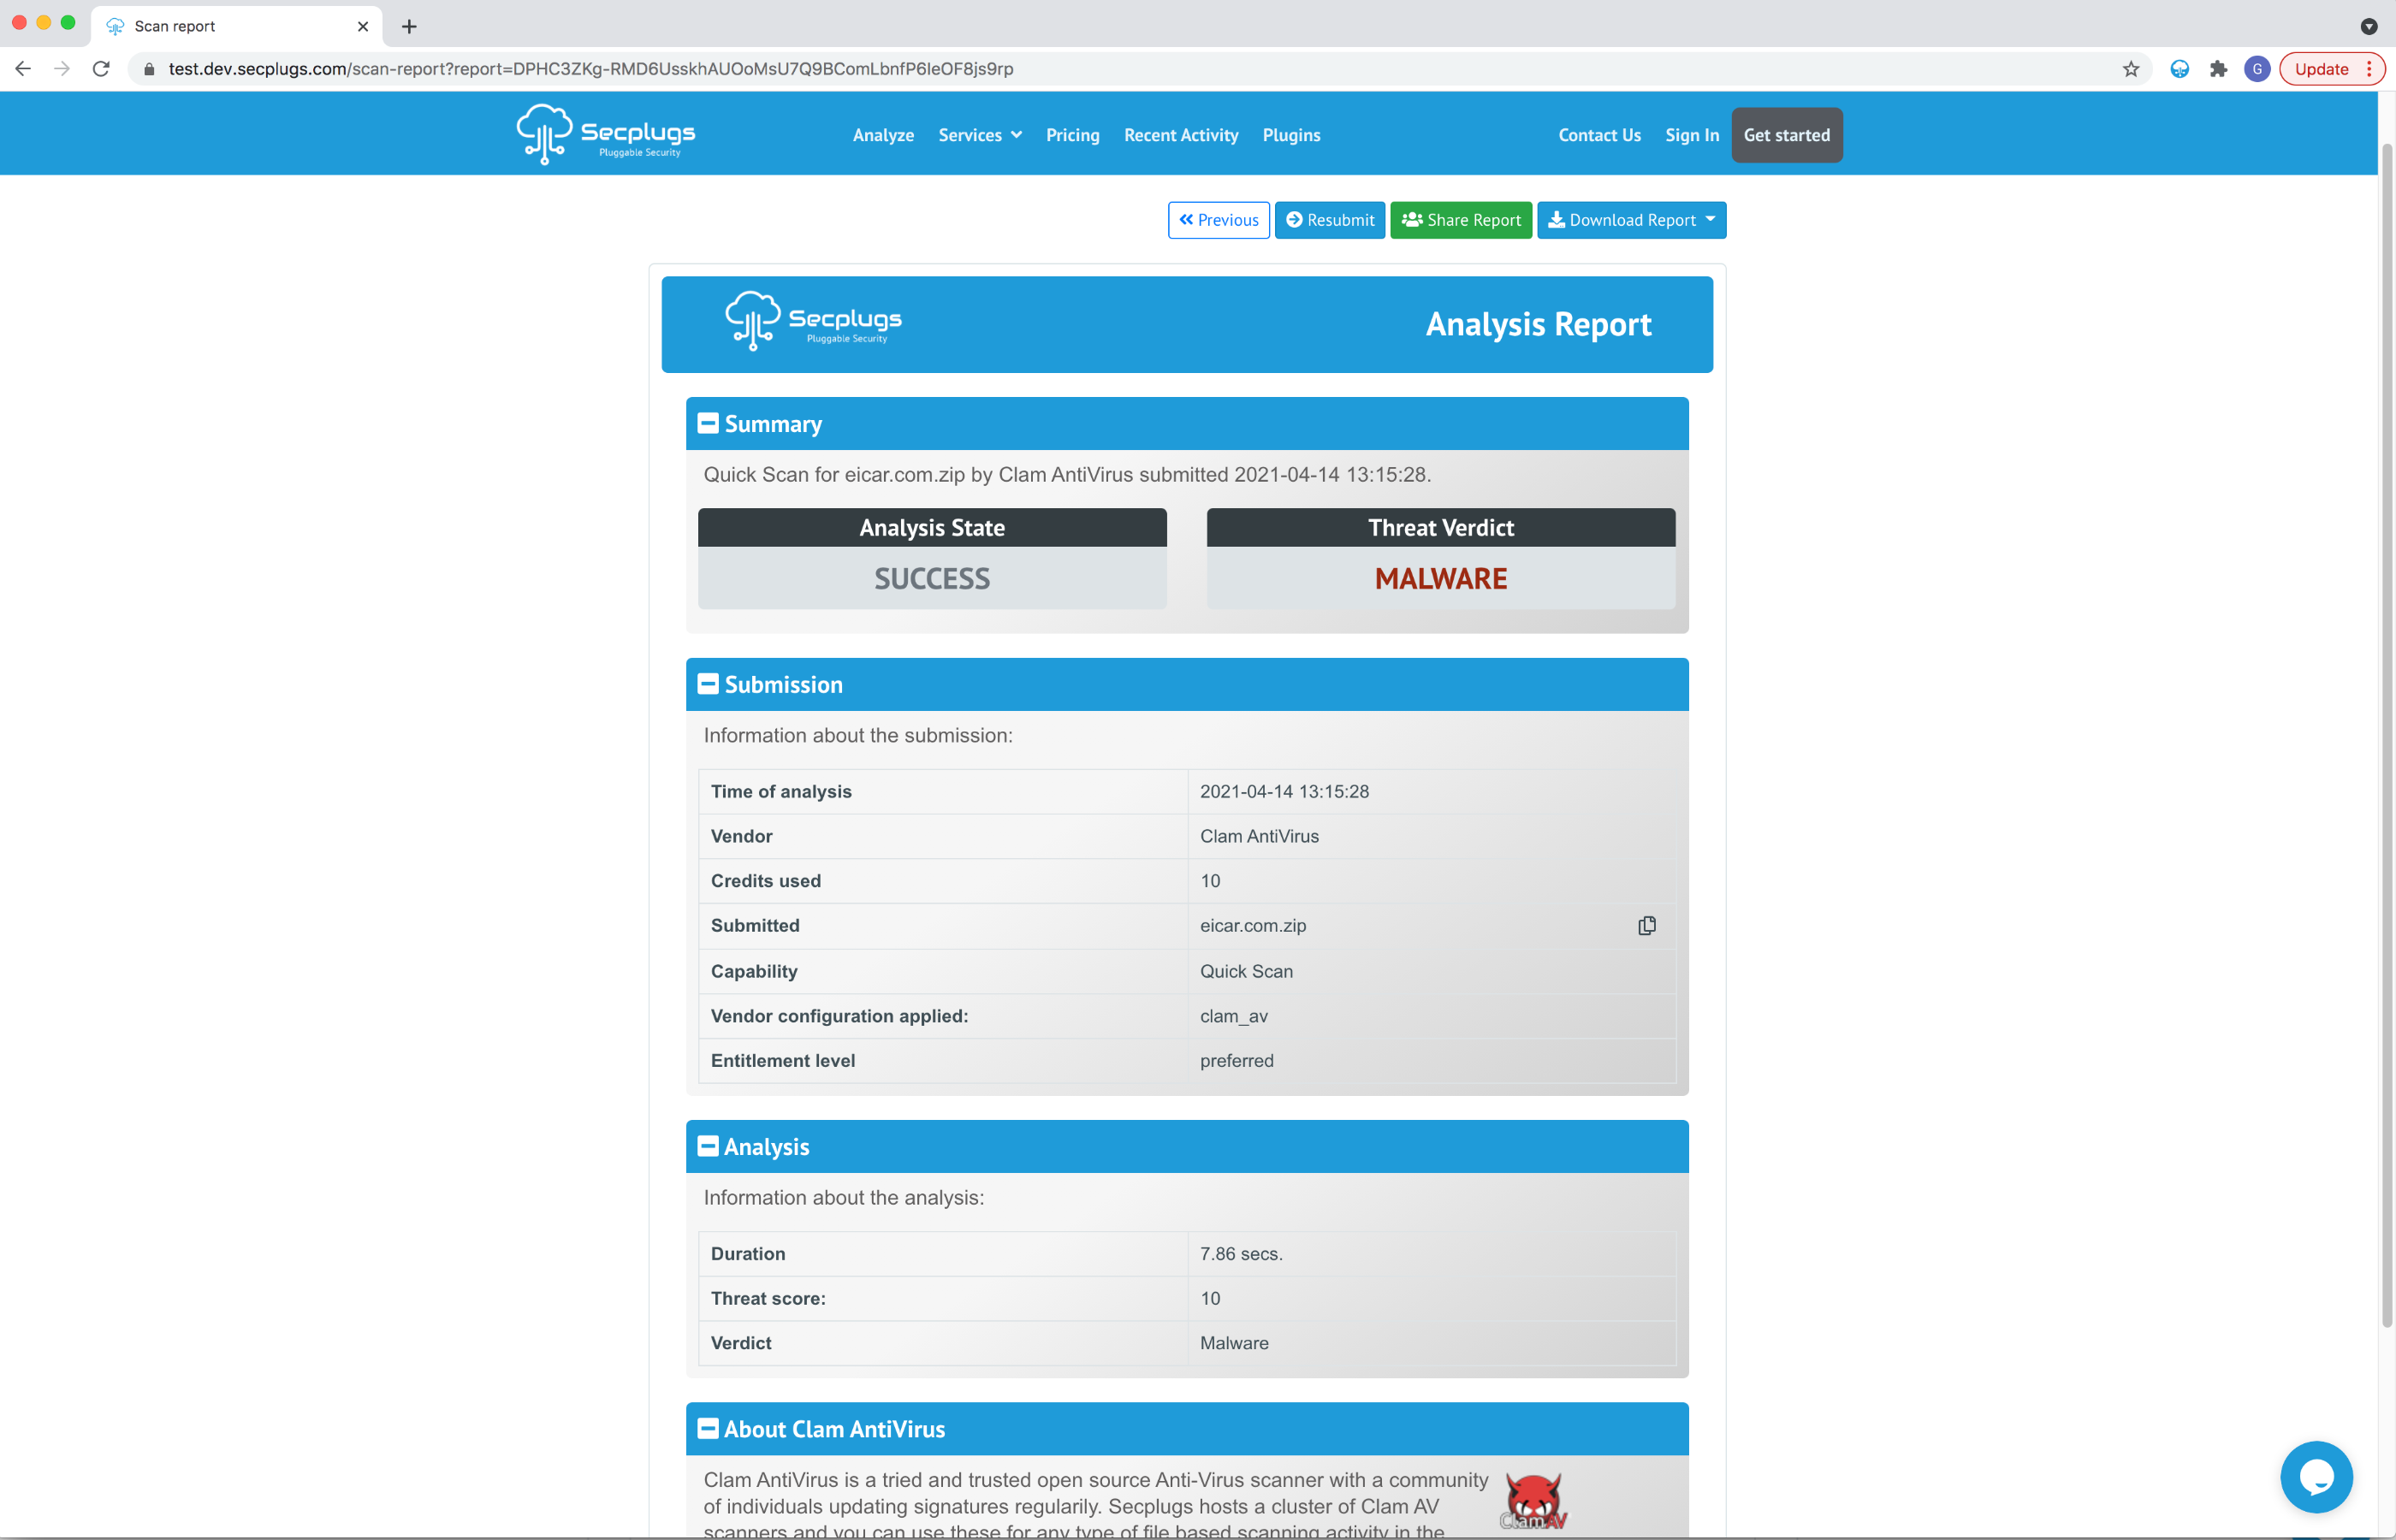 Scan report
test.dev.secplugs.com/scan-report?report=DPHC3ZKg-RMD6UsskhAUOoMsU7Q9BComLbnfP6IeOF8js9rp
G
Update
Secplugs
Pluggable Security
Analyze
Services
Pricing
Recent Activity
Plugins
Contact Us
Sign In
Get started
Previous
Resubmit
Share Report
Download Report
Secplugs
Pluggable Security
Analysis Report
Summary
Quick Scan for eicar.com.zip by Clam AntiVirus submitted 2021-04-14 13:15:28.
Analysis State
SUCCESS
Threat Verdict
MALWARE
Submission
Information about the submission:
Time of analysis 2021-04-14 13:15:28
Vendor Clam AntiVirus
Credits used 10
Submitted eicar.com.zip
Capability Quick Scan
Vendor configuration applied: clam_av
Entitlement level preferred
Analysis
Information about the analysis:
Duration 7.86 secs.
Threat score: 10
Verdict Malware
About Clam AntiVirus
Clam AntiVirus is a tried and trusted open source Anti-Virus scanner with a community
of individuals updating signatures regularily. Secplugs hosts a cluster of Clam AV
scanners and you can use these for any type of file based scanning activity in the
ClamAV